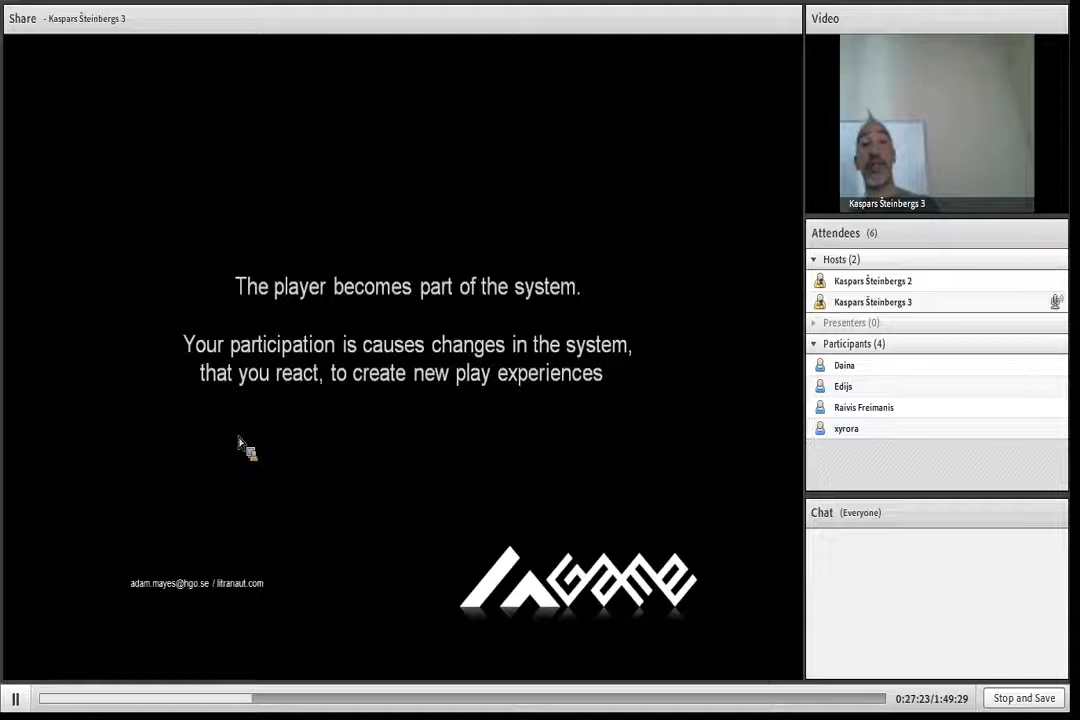 Share - Kaspars Šteinbergs 3
The player becomes part of the system.
Your participation is causes changes in the system,
that you react, to create new play experiences
adam.mayes@hgo.se / litranaut.com
Game
Video
Kaspars Šteinbergs 3
Attendees (6)
Hosts (2)
Kaspars Šteinbergs 2
Kaspars Šteinbergs 3
Presenters (0)
Participants (4)
Daina
Edijs
Raivis Freimanis
xyrora
Chat (Everyone)
0:27:23/1:49:29
Stop and Save